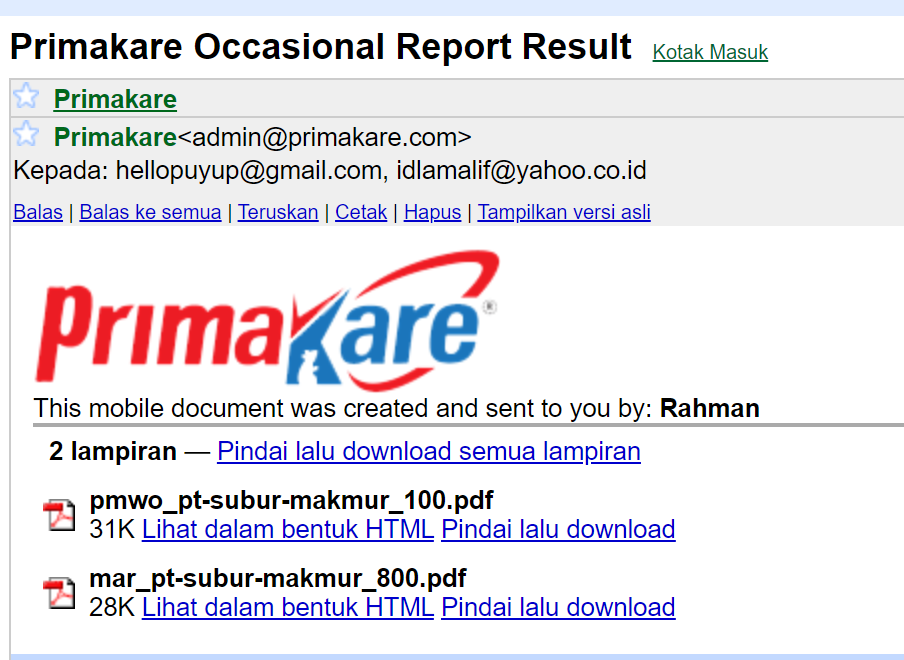 Primakare Occasional Report Result Kotak Masuk
Primakare
Primakare<admin@primakare.com>
Kepada: hellopuyup@gmail.com, idlamalif@yahoo.co.id
Balas | Balas ke semua | Teruskan | Cetak | Hapus | Tampilkan versi asli
PrimaKare ®
This mobile document was created and sent to you by: Rahman
2 lampiran — Pindai lalu download semua lampiran
pmwo_pt-subur-makmur_100.pdf
31K Lihat dalam bentuk HTML Pindai lalu download
mar_pt-subur-makmur_800.pdf
28K Lihat dalam bentuk HTML Pindai lalu download